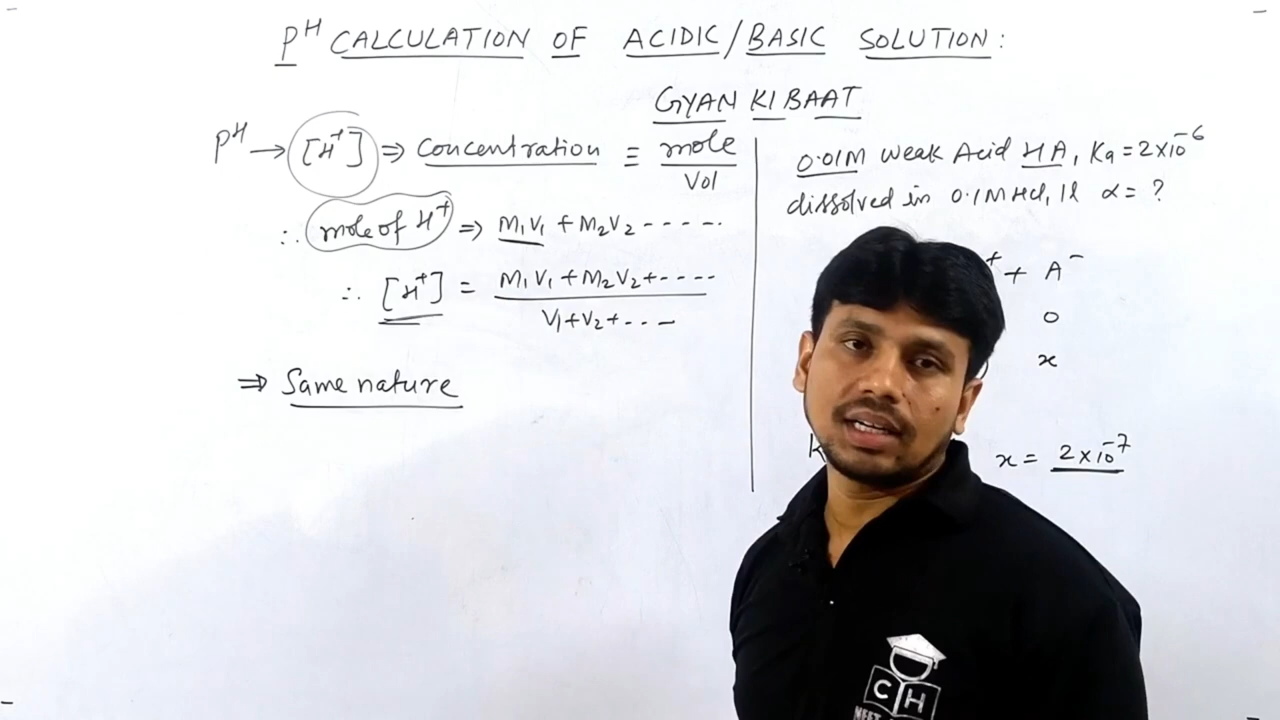 P^H CALCULATION OF ACIDIC/BASIC SOLUTION:
GYAN KI BAAT
P^H → [H⁺] ⇒ Concentration ≡ mole/Vol
∴ mole of H⁺ ⇒ M₁V₁ + M₂V₂ -----
∴ [H⁺] = M₁V₁+M₂V₂+----/V₁+V₂+---
⇒ Same nature
0.01M weak Acid HA, Ka=2×10⁻⁶
dissolved in 0.1M HCl, 1l α=?
⁺ + A⁻
0
x
K
x = 2×10⁻⁷
CH
NEET